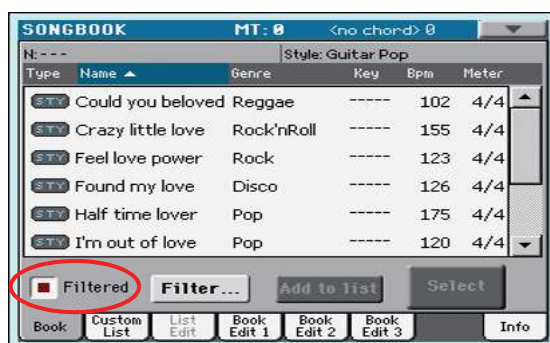 SONGBOOK MT: 0 <no chord> 0
N: --- Style: Guitar Pop
Type Name Genre Key Bpm Meter
STY Could you beloved Reggae ----- 102 4/4
STY Crazy little love Rock'nRoll ----- 155 4/4
STY Feel love power Rock ----- 123 4/4
STY Found my love Disco ----- 126 4/4
STY Half time lover Pop ----- 175 4/4
STY I'm out of love Pop ----- 120 4/4
Filtered Filter... Add to list Select
Book Custom List List Edit Book Edit 1 Book Edit 2 Book Edit 3 Info